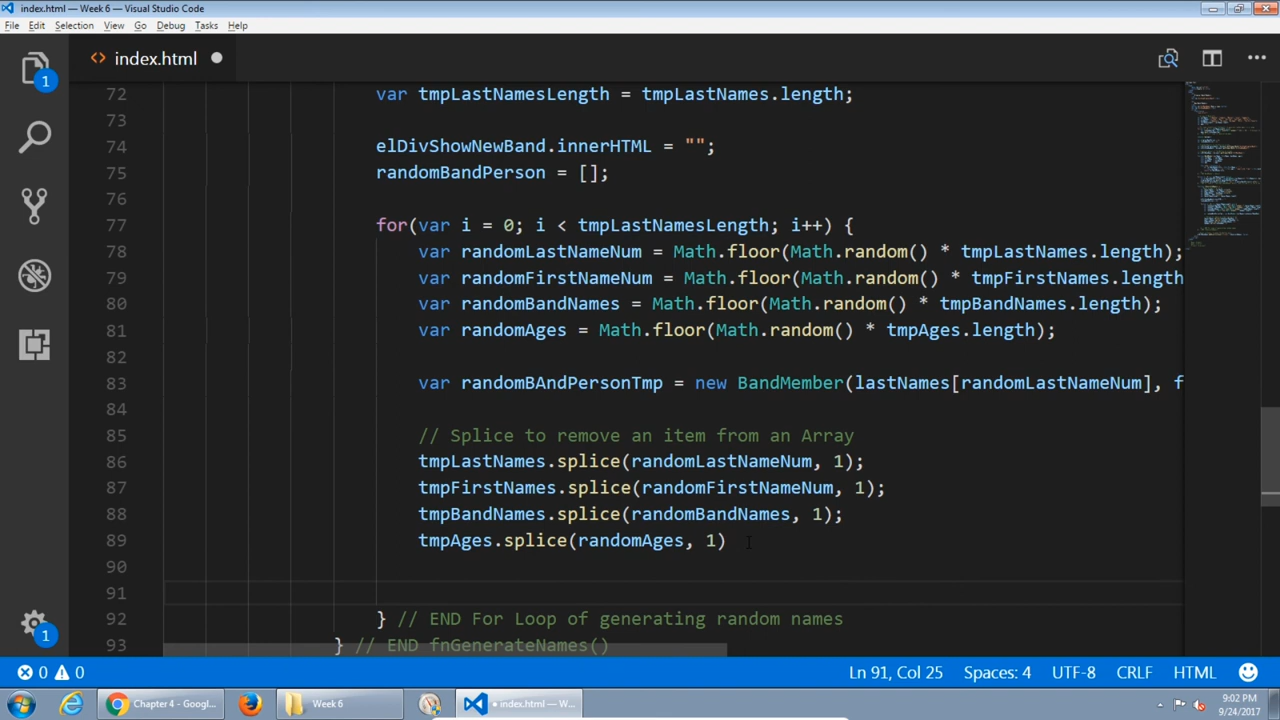 index.html — Week 6 - Visual Studio Code
File Edit Selection View Go Debug Tasks Help
1
index.html
72 var tmpLastNamesLength = tmpLastNames.length;
73
74 elDivShowNewBand.innerHTML = "";
75 randomBandPerson = [];
76
77 for(var i = 0; i < tmpLastNamesLength; i++) {
78 var randomLastNameNum = Math.floor(Math.random() * tmpLastNames.length);
79 var randomFirstNameNum = Math.floor(Math.random() * tmpFirstNames.length
80 var randomBandNames = Math.floor(Math.random() * tmpBandNames.length);
81 var randomAges = Math.floor(Math.random() * tmpAges.length);
82
83 var randomBAndPersonTmp = new BandMember(lastNames[randomLastNameNum], f
84
85 // Splice to remove an item from an Array
86 tmpLastNames.splice(randomLastNameNum, 1);
87 tmpFirstNames.splice(randomFirstNameNum, 1);
88 tmpBandNames.splice(randomBandNames, 1);
89 tmpAges.splice(randomAges, 1)
90
91
92 } // END For Loop of generating random names
93 } // END fnGenerateNames()
1
0 0 Ln 91, Col 25 Spaces: 4 UTF-8 CRLF HTML
Chapter 4 - Googl... Week 6 index.html — W... 9:02 PM
9/24/2017